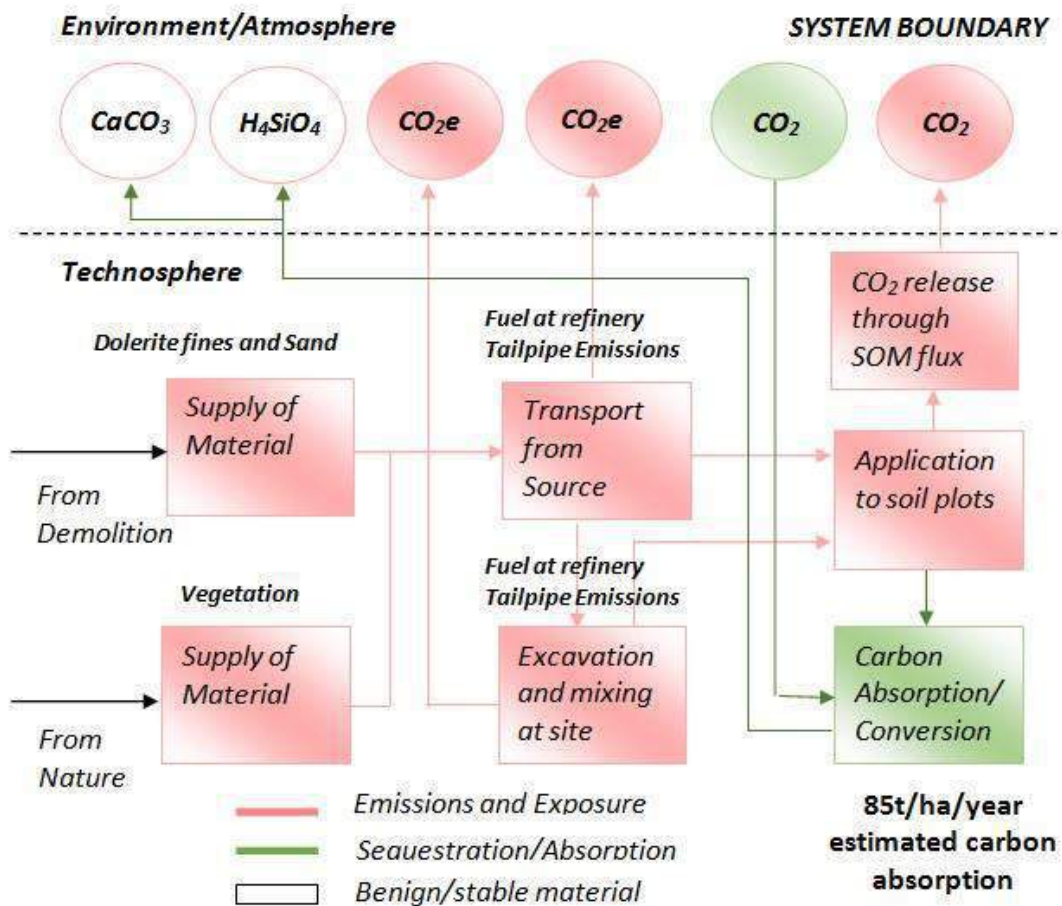 Environment/Atmosphere
SYSTEM BOUNDARY
CaCO₃
H₄SiO₄
CO₂e
CO₂e
CO₂
CO₂
Technosphere
CO₂ release
through
SOM flux
Dolerite fines and Sand
Fuel at refinery
Tailpipe Emissions
Supply of
Material
Transport
from
Source
Application
to soil plots
From
Demolition
Vegetation
Fuel at refinery
Tailpipe Emissions
Supply of
Material
Excavation
and mixing
at site
Carbon
Absorption/
Conversion
From
Nature
Emissions and Exposure
Seauestration/Absorption
Benign/stable material
85t/ha/year
estimated carbon
absorption